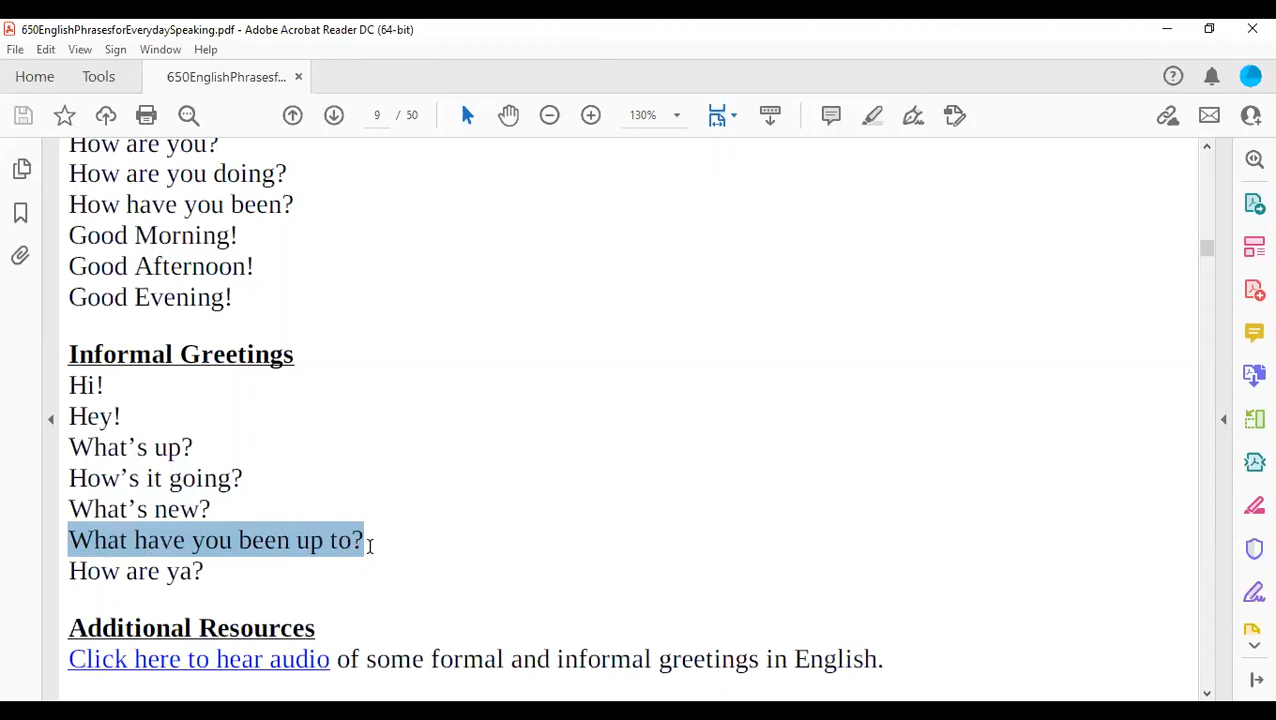 650EnglishPhrasesforEverydaySpeaking.pdf - Adobe Acrobat Reader DC (64-bit)
File Edit View Sign Window Help
Home Tools 650EnglishPhrasesf... ×
9 / 50 130%
How are you?
How are you doing?
How have you been?
Good Morning!
Good Afternoon!
Good Evening!
Informal Greetings
Hi!
Hey!
What’s up?
How’s it going?
What’s new?
What have you been up to?
How are ya?
Additional Resources
Click here to hear audio of some formal and informal greetings in English.